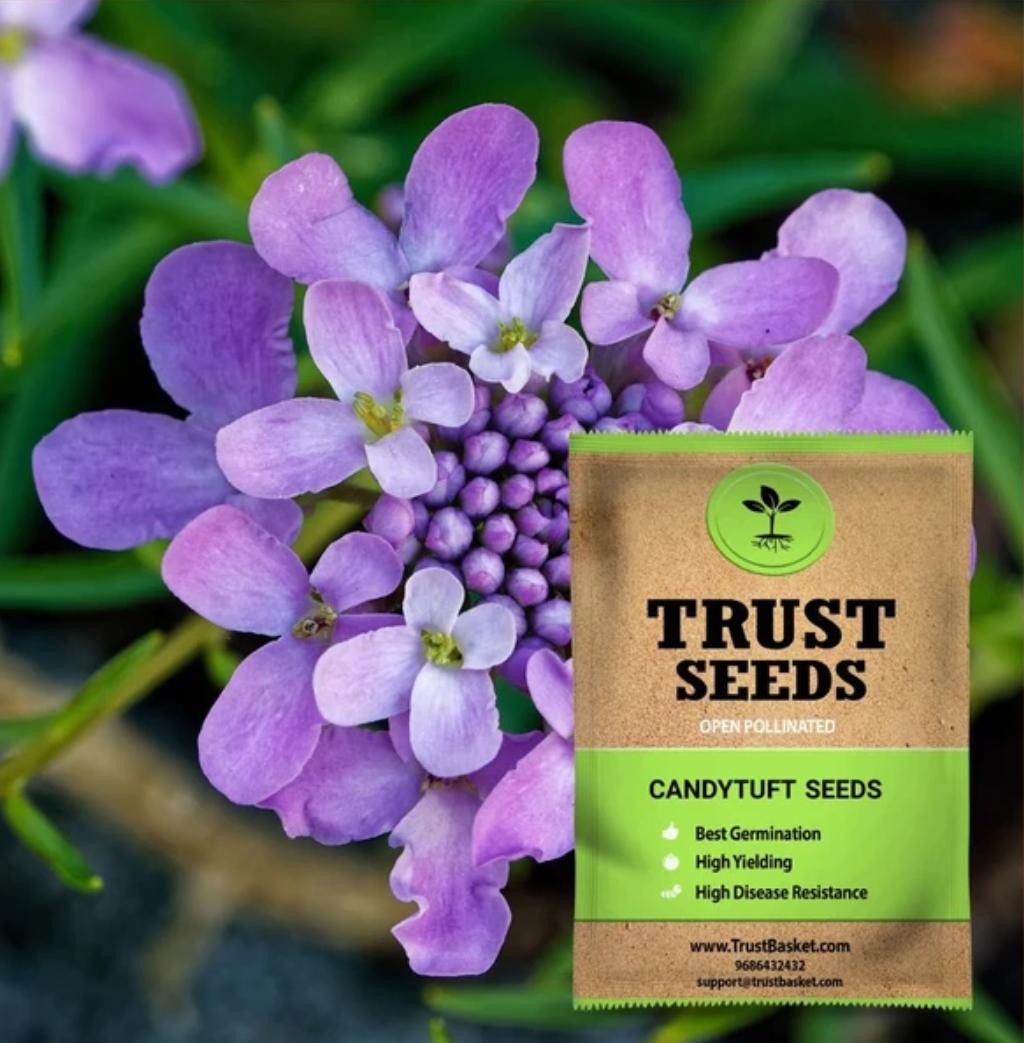 TRUST
SEEDS
OPEN POLLINATED
CANDYTUFT SEEDS
Best Germination
High Yielding
High Disease Resistance
www.TrustBasket.com
9686432432
support@trustbasket.com